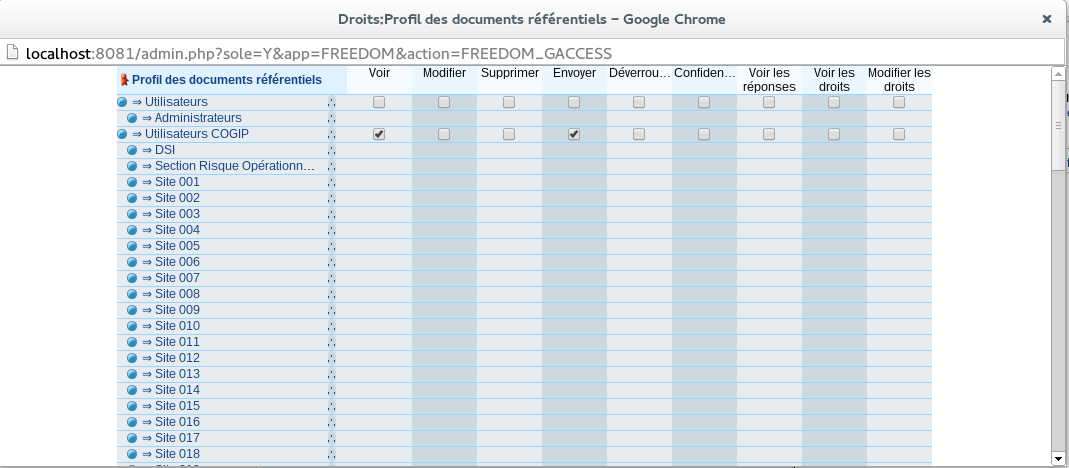 Droits:Profil des documents référentiels – Google Chrome
localhost:8081/admin.php?sole=Y&app=FREEDOM&action=FREEDOM_GACCESS
Profil des documents référentiels Voir Modifier Supprimer Envoyer Déverrou… Confiden… Voir les réponses Voir les droits Modifier les droits
⇒ Utilisateurs
⇒ Administrateurs
⇒ Utilisateurs COGIP
⇒ DSI
⇒ Section Risque Opérationn…
⇒ Site 001
⇒ Site 002
⇒ Site 003
⇒ Site 004
⇒ Site 005
⇒ Site 006
⇒ Site 007
⇒ Site 008
⇒ Site 009
⇒ Site 010
⇒ Site 011
⇒ Site 012
⇒ Site 013
⇒ Site 014
⇒ Site 015
⇒ Site 016
⇒ Site 017
⇒ Site 018